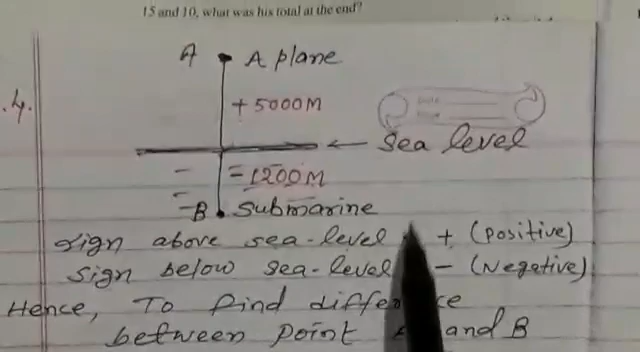 15 and 10, what was his total at the end?
A A plane
.4. + 5000M
sea level
- = 1200M
-B Submarine
sign above sea-level + (positive)
sign below sea-level - (Negative)
Hence, To find
between point and B